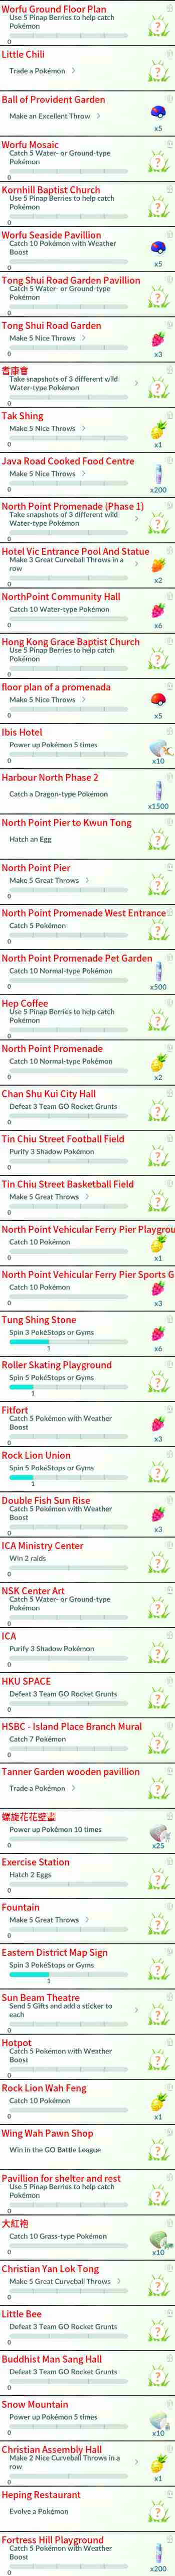 Worfu Ground Floor Plan
Use 5 Pinap Berries to help catch
Pokémon
0
Little Chili
Trade a Pokémon
Ball of Provident Garden
Make an Excellent Throw
x5
Worfu Mosaic
Catch 5 Water- or Ground-type
Pokémon
0
Kornhill Baptist Church
Use 5 Pinap Berries to help catch
Pokémon
0
Worfu Seaside Pavillion
Catch 10 Pokémon with Weather
Boost
x5
0
Tong Shui Road Garden Pavillion
Catch 5 Water- or Ground-type
Pokémon
0
Tong Shui Road Garden
Make 5 Nice Throws
x3
0
耆康會
Take snapshots of 3 different wild
Water-type Pokémon
0
Tak Shing
Make 5 Nice Throws
x1
0
Java Road Cooked Food Centre
Make 5 Nice Throws
x200
0
North Point Promenade (Phase 1)
Take snapshots of 3 different wild
Water-type Pokémon
0
Hotel Vic Entrance Pool And Statue
Make 3 Great Curveball Throws in a
row
x2
0
NorthPoint Community Hall
Catch 10 Water-type Pokémon
x6
0
Hong Kong Grace Baptist Church
Use 5 Pinap Berries to help catch
Pokémon
0
floor plan of a promenada
Make 5 Nice Throws
x5
0
Ibis Hotel
Power up Pokémon 5 times
x10
0
Harbour North Phase 2
Catch a Dragon-type Pokémon
x1500
North Point Pier to Kwun Tong
Hatch an Egg
North Point Pier
Make 5 Great Throws
0
North Point Promenade West Entrance
Catch 5 Pokémon
0
North Point Promenade Pet Garden
Catch 10 Normal-type Pokémon
x500
0
Hep Coffee
Use 5 Pinap Berries to help catch
Pokémon
0
North Point Promenade
Catch 10 Normal-type Pokémon
x2
0
Chan Shu Kui City Hall
Defeat 3 Team GO Rocket Grunts
0
Tin Chiu Street Football Field
Purify 3 Shadow Pokémon
0
Tin Chiu Street Basketball Field
Make 5 Great Throws
0
North Point Vehicular Ferry Pier Playgrou
Catch 10 Pokémon
x1
0
North Point Vehicular Ferry Pier Sports G
Catch 10 Pokémon
x3
0
Tung Shing Stone
Spin 3 PokéStops or Gyms
x6
1
Roller Skating Playground
Spin 5 PokéStops or Gyms
1
Fitfort
Catch 5 Pokémon with Weather
Boost
x3
0
Rock Lion Union
Spin 5 PokéStops or Gyms
1
Double Fish Sun Rise
Catch 5 Pokémon with Weather
Boost
x3
0
ICA Ministry Center
Win 2 raids
0
NSK Center Art
Catch 5 Water- or Ground-type
Pokémon
0
ICA
Purify 3 Shadow Pokémon
0
HKU SPACE
Defeat 3 Team GO Rocket Grunts
0
HSBC - Island Place Branch Mural
Catch 7 Pokémon
0
Tanner Garden wooden pavillion
Trade a Pokémon
螺旋花花壁畫
Power up Pokémon 10 times
x25
0
Exercise Station
Hatch 2 Eggs
0
Fountain
Make 5 Great Throws
0
Eastern District Map Sign
Spin 3 PokéStops or Gyms
1
Sun Beam Theatre
Send 5 Gifts and add a sticker to
each
0
Hotpot
Catch 5 Pokémon with Weather
Boost
0
Rock Lion Wah Feng
Catch 10 Pokémon
x1
0
Wing Wah Pawn Shop
Win in the GO Battle League
Pavillion for shelter and rest
Use 5 Pinap Berries to help catch
Pokémon
0
大紅袍
Catch 10 Grass-type Pokémon
x10
0
Christian Yan Lok Tong
Make 5 Great Curveball Throws
0
Little Bee
Defeat 3 Team GO Rocket Grunts
0
Buddhist Man Sang Hall
Defeat 3 Team GO Rocket Grunts
0
Snow Mountain
Power up Pokémon 5 times
x10
0
Christian Assembly Hall
Make 2 Nice Curveball Throws in a
row
x1
0
Heping Restaurant
Evolve a Pokémon
Fortress Hill Playground
Catch 5 Pokémon with Weather
Boost
x200
0